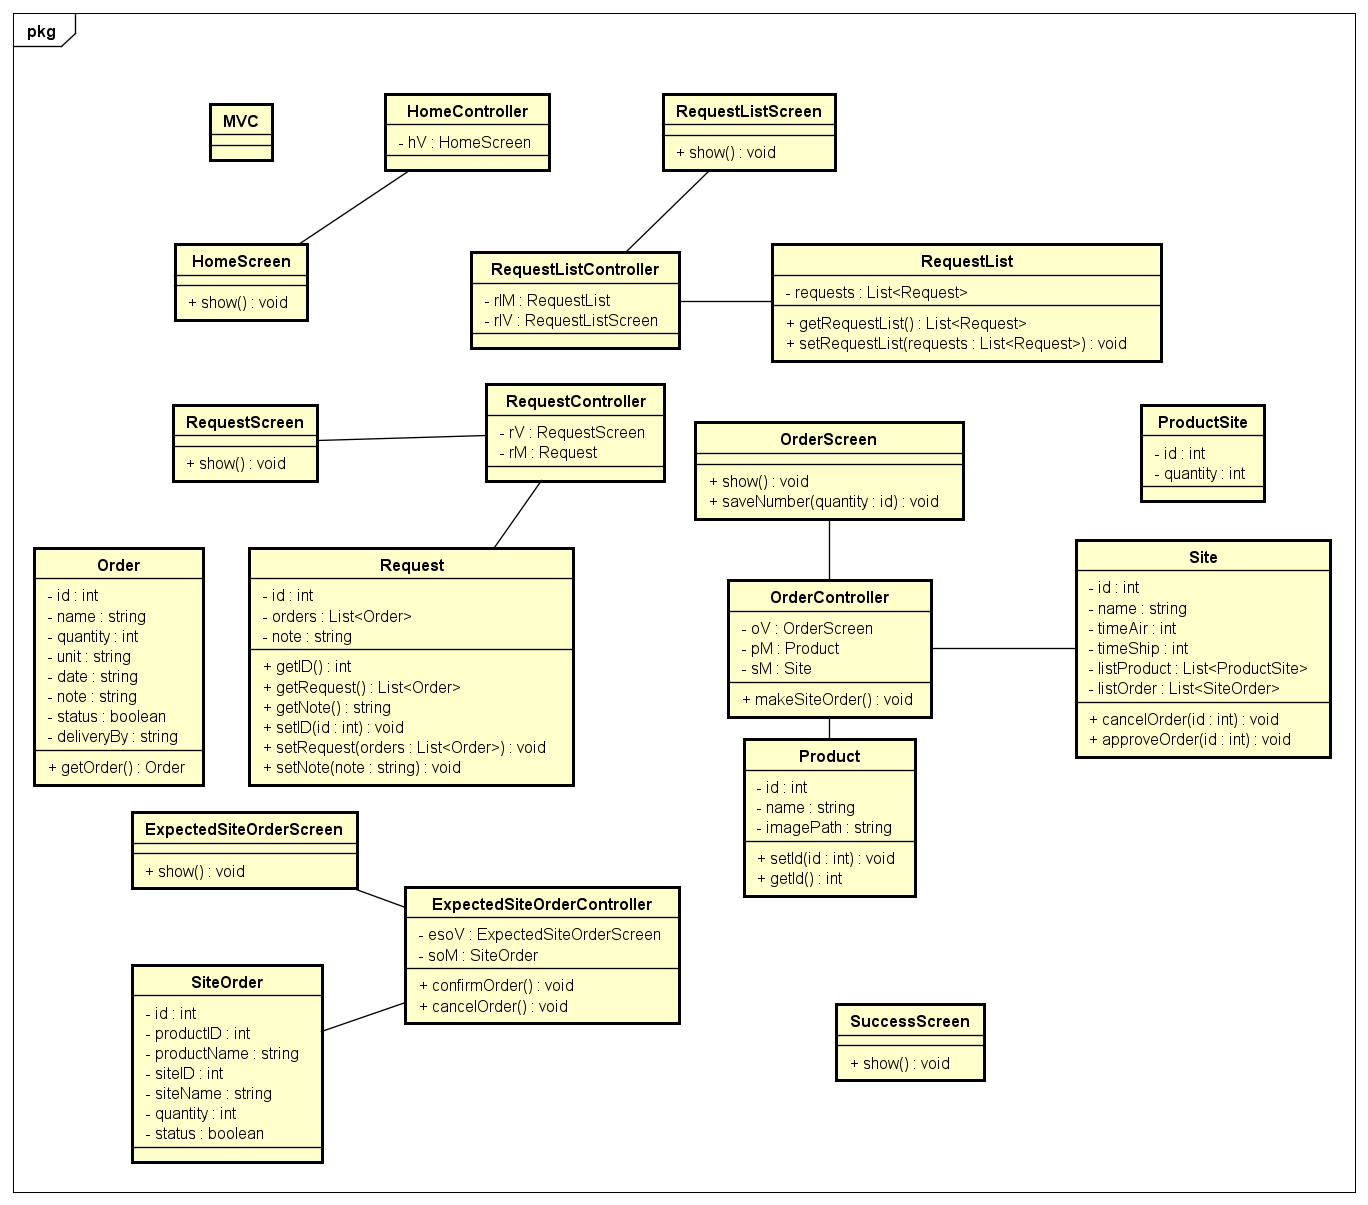 pkg
MVC
HomeController
- hV : HomeScreen
RequestListScreen
+ show() : void
HomeScreen
+ show() : void
RequestListController
- rlM : RequestList
- rlV : RequestListScreen
RequestList
- requests : List<Request>
+ getRequestList() : List<Request>
+ setRequestList(requests : List<Request>) : void
RequestScreen
+ show() : void
RequestController
- rV : RequestScreen
- rM : Request
OrderScreen
+ show() : void
+ saveNumber(quantity : id) : void
ProductSite
- id : int
- quantity : int
Order
- id : int
- name : string
- quantity : int
- unit : string
- date : string
- note : string
- status : boolean
- deliveryBy : string
+ getOrder() : Order
Request
- id : int
- orders : List<Order>
- note : string
+ getID() : int
+ getRequest() : List<Order>
+ getNote() : string
+ setID(id : int) : void
+ setRequest(orders : List<Order>) : void
+ setNote(note : string) : void
OrderController
- oV : OrderScreen
- pM : Product
- sM : Site
+ makeSiteOrder() : void
Site
- id : int
- name : string
- timeAir : int
- timeShip : int
- listProduct : List<ProductSite>
- listOrder : List<SiteOrder>
+ cancelOrder(id : int) : void
+ approveOrder(id : int) : void
Product
- id : int
- name : string
- imagePath : string
+ setId(id : int) : void
+ getId() : int
ExpectedSiteOrderScreen
+ show() : void
ExpectedSiteOrderController
- esoV : ExpectedSiteOrderScreen
- soM : SiteOrder
+ confirmOrder() : void
+ cancelOrder() : void
SiteOrder
- id : int
- productID : int
- productName : string
- siteID : int
- siteName : string
- quantity : int
- status : boolean
SuccessScreen
+ show() : void